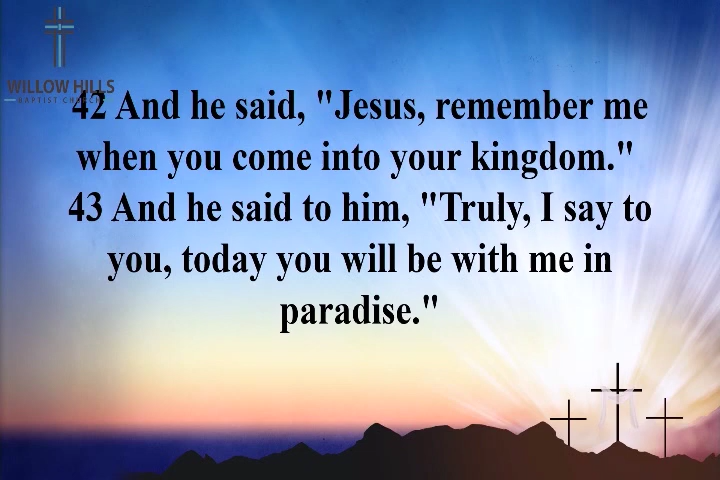 WILLOW HILLS
BAPTIST CHURCH
42 And he said, "Jesus, remember me
when you come into your kingdom."
43 And he said to him, "Truly, I say to
you, today you will be with me in
paradise."